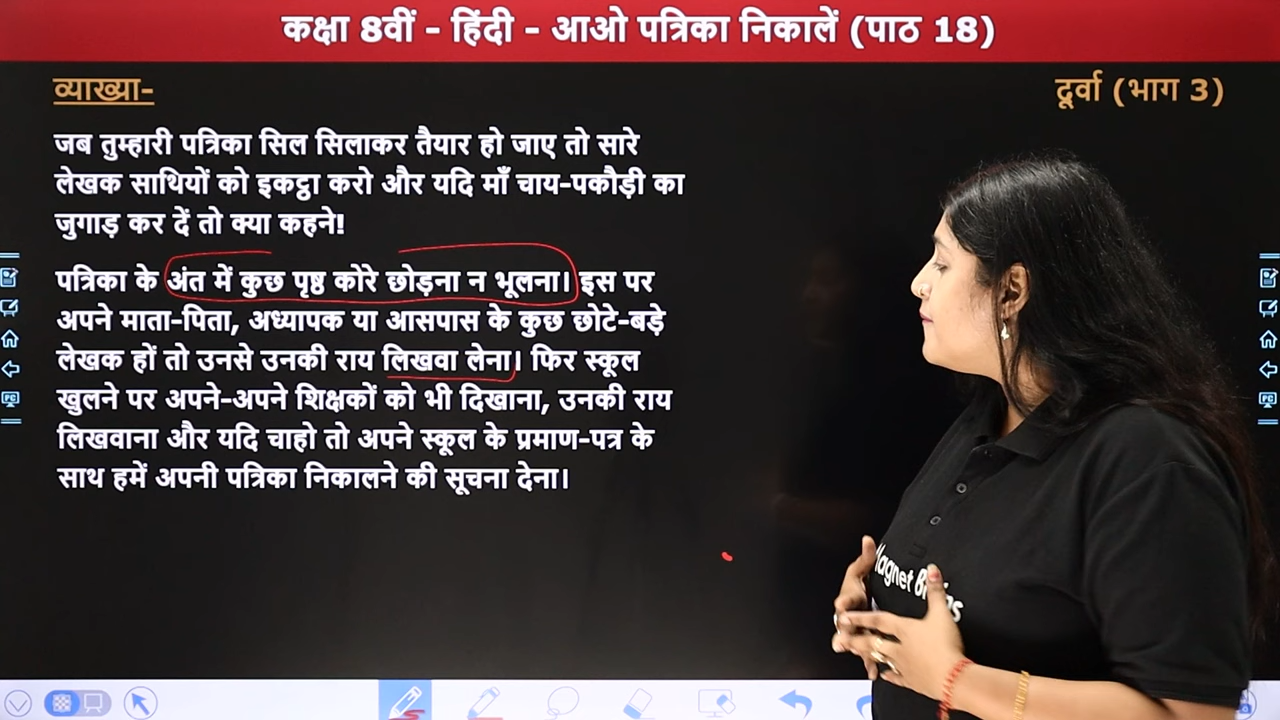 कक्षा 8वीं - हिंदी - आओ पत्रिका निकालें (पाठ 18)
व्याख्या-
दूर्वा (भाग 3)
जब तुम्हारी पत्रिका सिल सिलाकर तैयार हो जाए तो सारे
लेखक साथियों को इकट्ठा करो और यदि माँ चाय-पकौड़ी का
जुगाड़ कर दें तो क्या कहने!
पत्रिका के अंत में कुछ पृष्ठ कोरे छोड़ना न भूलना। इस पर
अपने माता-पिता, अध्यापक या आसपास के कुछ छोटे-बड़े
लेखक हों तो उनसे उनकी राय लिखवा लेना। फिर स्कूल
खुलने पर अपने-अपने शिक्षकों को भी दिखाना, उनकी राय
लिखवाना और यदि चाहो तो अपने स्कूल के प्रमाण-पत्र के
साथ हमें अपनी पत्रिका निकालने की सूचना देना।